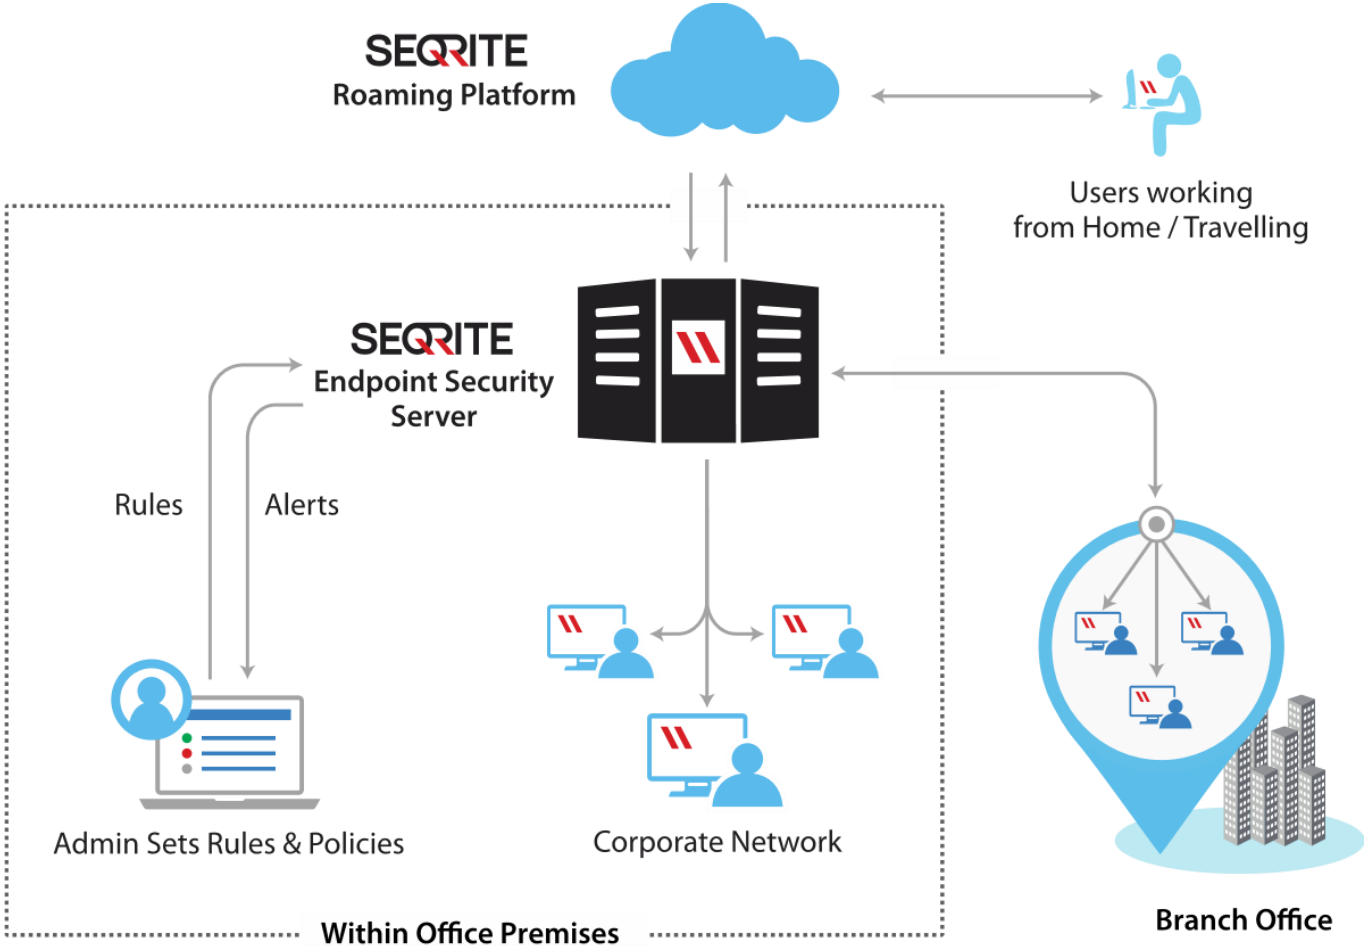 SEQRITE
Roaming Platform
Users working
from Home / Travelling
SEQRITE
Endpoint Security
Server
Rules
Alerts
Admin Sets Rules & Policies
Corporate Network
Within Office Premises
Branch Office